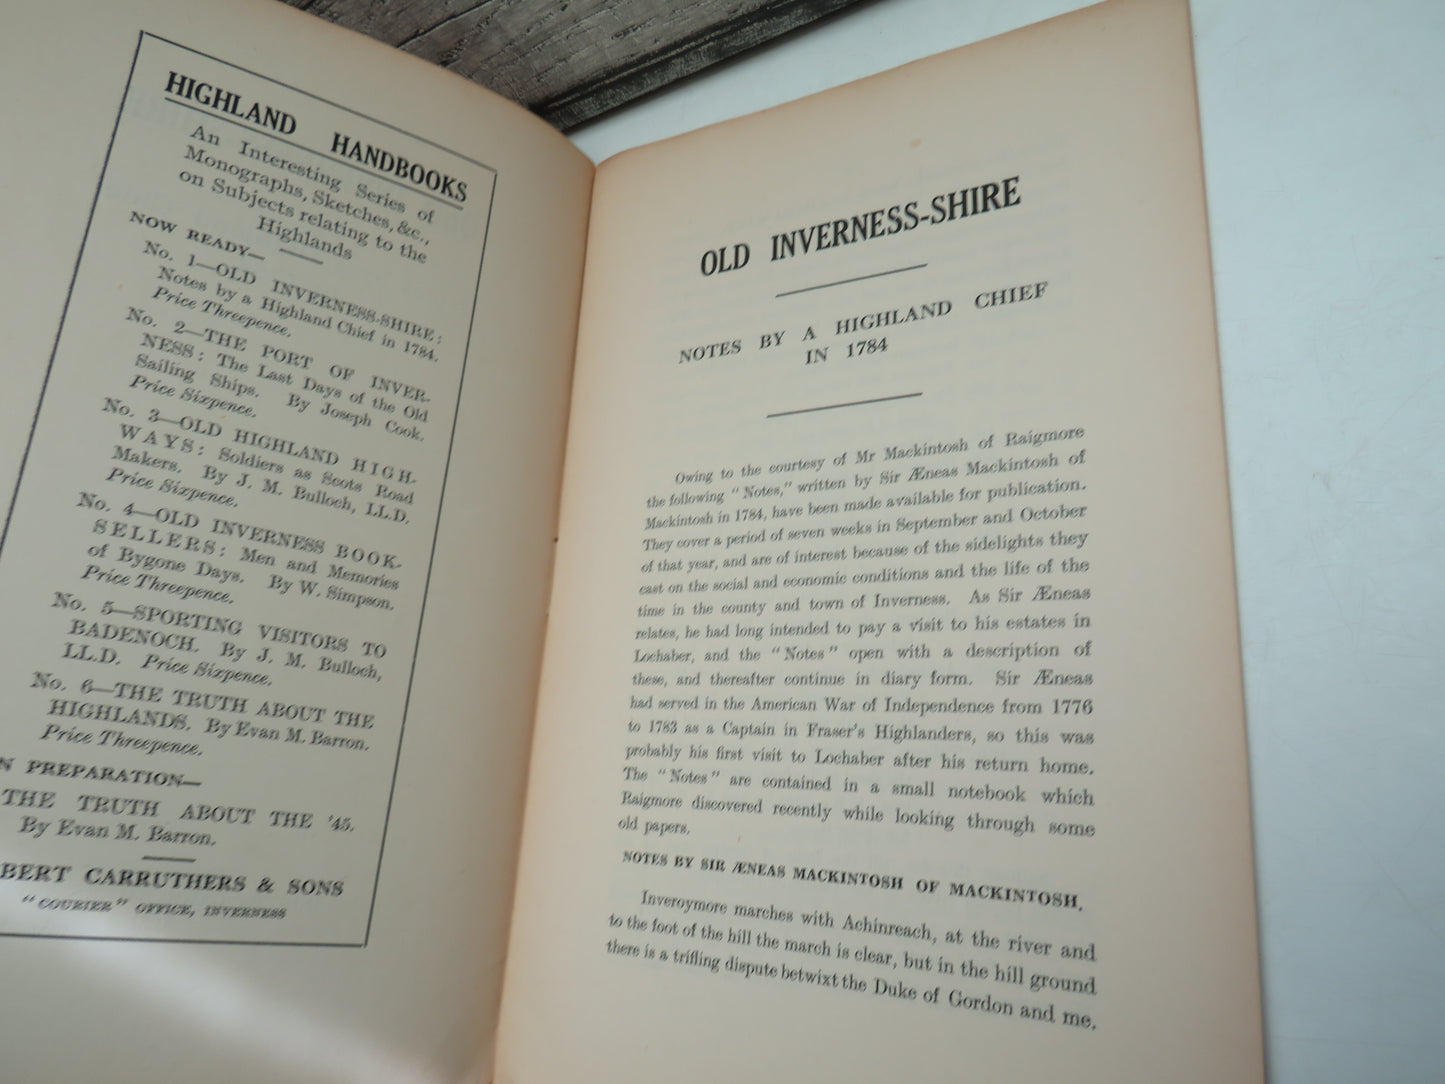 HIGHLAND HANDBOOKS
An Interesting Series of
Monographs, Sketches, &c.,
on Subjects relating to the
Highlands
NOW READY—
No. 1—OLD INVERNESS-SHIRE:
Notes by a Highland Chief in 1784.
Price Threepence.
No. 2—THE PORT OF INVER-
NESS: The Last Days of the Old
Sailing Ships. By Joseph Cook.
Price Sixpence.
No. 3—OLD HIGHLAND HIGH-
WAYS: Soldiers as Scots Road
Makers. By J. M. Bulloch, LL.D.
Price Sixpence.
No. 4—OLD INVERNESS BOOK-
SELLERS: Men and Memories
of Bygone Days. By W. Simpson.
Price Threepence.
No. 5—SPORTING VISITORS TO
BADENOCH. By J. M. Bulloch,
LL.D. Price Sixpence.
No. 6—THE TRUTH ABOUT THE
HIGHLANDS. By Evan M. Barron.
Price Threepence.
N PREPARATION—
THE TRUTH ABOUT THE '45.
By Evan M. Barron.
BERT CARRUTHERS & SONS
"COURIER" OFFICE, INVERNESS
OLD INVERNESS-SHIRE
NOTES BY A HIGHLAND CHIEF
IN 1784
Owing to the courtesy of Mr Mackintosh of Raigmore
the following "Notes," written by Sir Æneas Mackintosh of
Mackintosh in 1784, have been made available for publication.
They cover a period of seven weeks in September and October
of that year, and are of interest because of the sidelights they
cast on the social and economic conditions and the life of the
time in the county and town of Inverness. As Sir Æneas
relates, he had long intended to pay a visit to his estates in
Lochaber, and the "Notes" open with a description of
these, and thereafter continue in diary form. Sir Æneas
had served in the American War of Independence from 1776
to 1783 as a Captain in Fraser's Highlanders, so this was
probably his first visit to Lochaber after his return home.
The "Notes" are contained in a small notebook which
Raigmore discovered recently while looking through some
old papers.
NOTES BY SIR ÆNEAS MACKINTOSH OF MACKINTOSH.
Inveroymore marches with Achinreach, at the river and
to the foot of the hill the march is clear, but in the hill ground
there is a trifling dispute betwixt the Duke of Gordon and me.